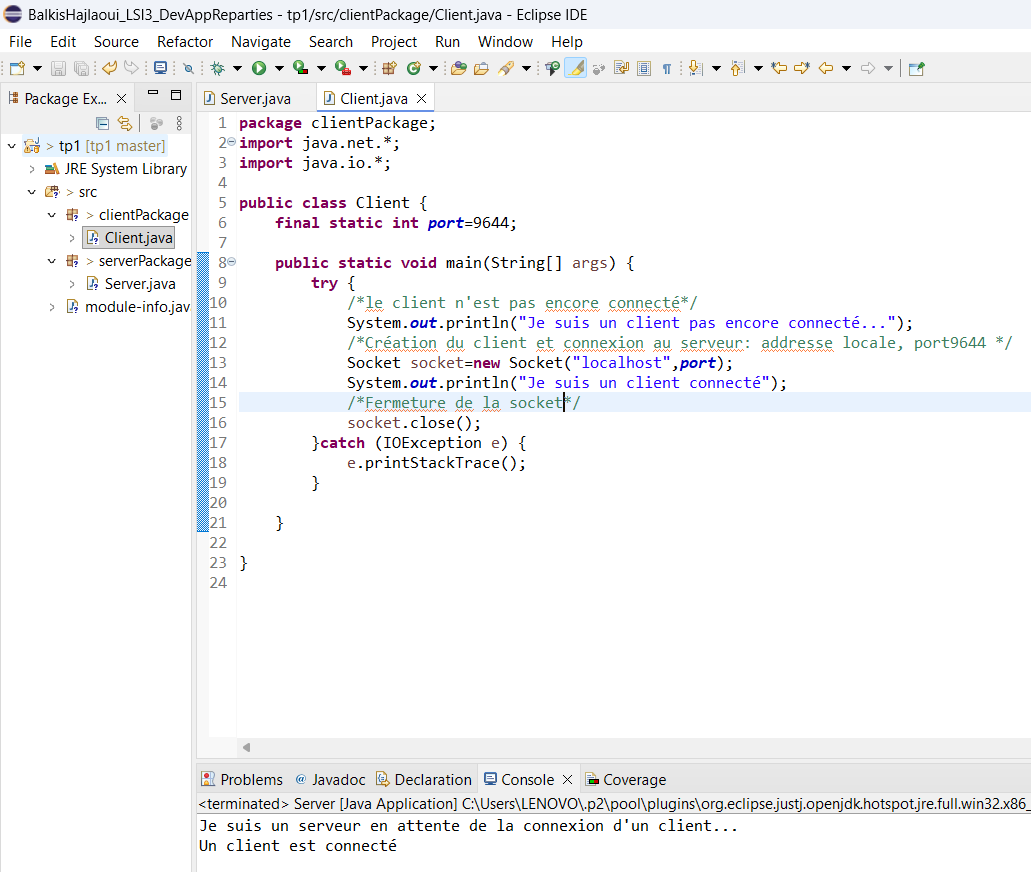 BalkisHajlaoui_LSI3_DevAppReparties - tp1/src/clientPackage/Client.java - Eclipse IDE
File Edit Source Refactor Navigate Search Project Run Window Help
Package Ex...
Server.java
Client.java
> tp1 [tp1 master]
JRE System Library
> src
> clientPackage
Client.java
> serverPackage
Server.java
module-info.jav
1 package clientPackage;
2 import java.net.*;
3 import java.io.*;
4
5 public class Client {
6     final static int port=9644;
7
8     public static void main(String[] args) {
9         try {
10             /*le client n'est pas encore connecté*/
11             System.out.println("Je suis un client pas encore connecté...");
12             /*Création du client et connexion au serveur: addresse locale, port9644 */
13             Socket socket=new Socket("localhost",port);
14             System.out.println("Je suis un client connecté");
15             /*Fermeture de la socket*/
16             socket.close();
17         }catch (IOException e) {
18             e.printStackTrace();
19         }
20
21     }
22
23 }
24
Problems @ Javadoc Declaration Console Coverage
<terminated> Server [Java Application] C:\Users\LENOVO\.p2\pool\plugins\org.eclipse.justj.openjdk.hotspot.jre.full.win32.x86_
Je suis un serveur en attente de la connexion d'un client...
Un client est connecté